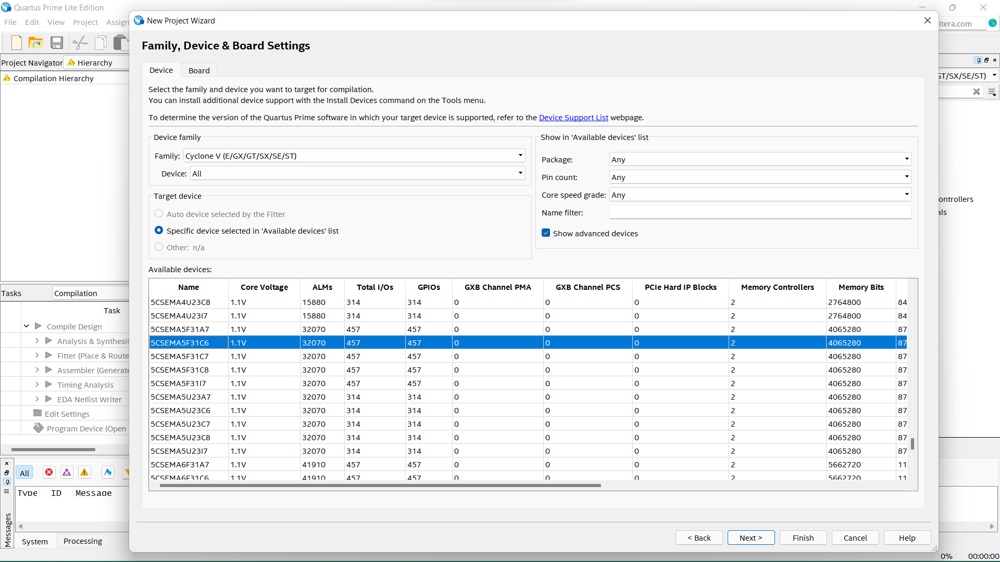 Quartus Prime Lite Edition
File Edit View Project Assign
ltera.com
New Project Wizard
Family, Device & Board Settings
Project Navigator Hierarchy
Compilation Hierarchy
GT/SX/SE/ST)
Device Board
Select the family and device you want to target for compilation.
You can install additional device support with the Install Devices command on the Tools menu.
To determine the version of the Quartus Prime software in which your target device is supported, refer to the Device Support List webpage.
Device family
Family: Cyclone V (E/GX/GT/SX/SE/ST)
Device: All
Show in 'Available devices' list
Package: Any
Pin count: Any
Core speed grade: Any
Name filter:
Show advanced devices
Target device
Auto device selected by the Fitter
Specific device selected in 'Available devices' list
Other: n/a
ontrollers
als
Available devices:
Name Core Voltage ALMs Total I/Os GPIOs GXB Channel PMA GXB Channel PCS PCIe Hard IP Blocks Memory Controllers Memory Bits
5CSEMA4U23C8 1.1V 15880 314 314 0 0 0 2 2764800 84
5CSEMA4U23I7 1.1V 15880 314 314 0 0 0 2 2764800 84
5CSEMA5F31A7 1.1V 32070 457 457 0 0 0 2 4065280 87
5CSEMA5F31C6 1.1V 32070 457 457 0 0 0 2 4065280 87
5CSEMA5F31C7 1.1V 32070 457 457 0 0 0 2 4065280 87
5CSEMA5F31C8 1.1V 32070 457 457 0 0 0 2 4065280 87
5CSEMA5F31I7 1.1V 32070 457 457 0 0 0 2 4065280 87
5CSEMA5U23A7 1.1V 32070 314 314 0 0 0 2 4065280 87
5CSEMA5U23C6 1.1V 32070 314 314 0 0 0 2 4065280 87
5CSEMA5U23C7 1.1V 32070 314 314 0 0 0 2 4065280 87
5CSEMA5U23C8 1.1V 32070 314 314 0 0 0 2 4065280 87
5CSEMA5U23I7 1.1V 32070 314 314 0 0 0 2 4065280 87
5CSEMA6F31A7 1.1V 41910 457 457 0 0 0 2 5662720 11
5CSEMA6F31C6 1.1V 41910 457 457 0 0 0 2 5662720 11
Tasks Compilation
Task
Compile Design
Analysis & Synthesis
Fitter (Place & Route
Assembler (Generate
Timing Analysis
EDA Netlist Writer
Edit Settings
Program Device (Open
All
Type ID Message
Messages
System Processing
< Back Next > Finish Cancel Help
0% 00:00:00